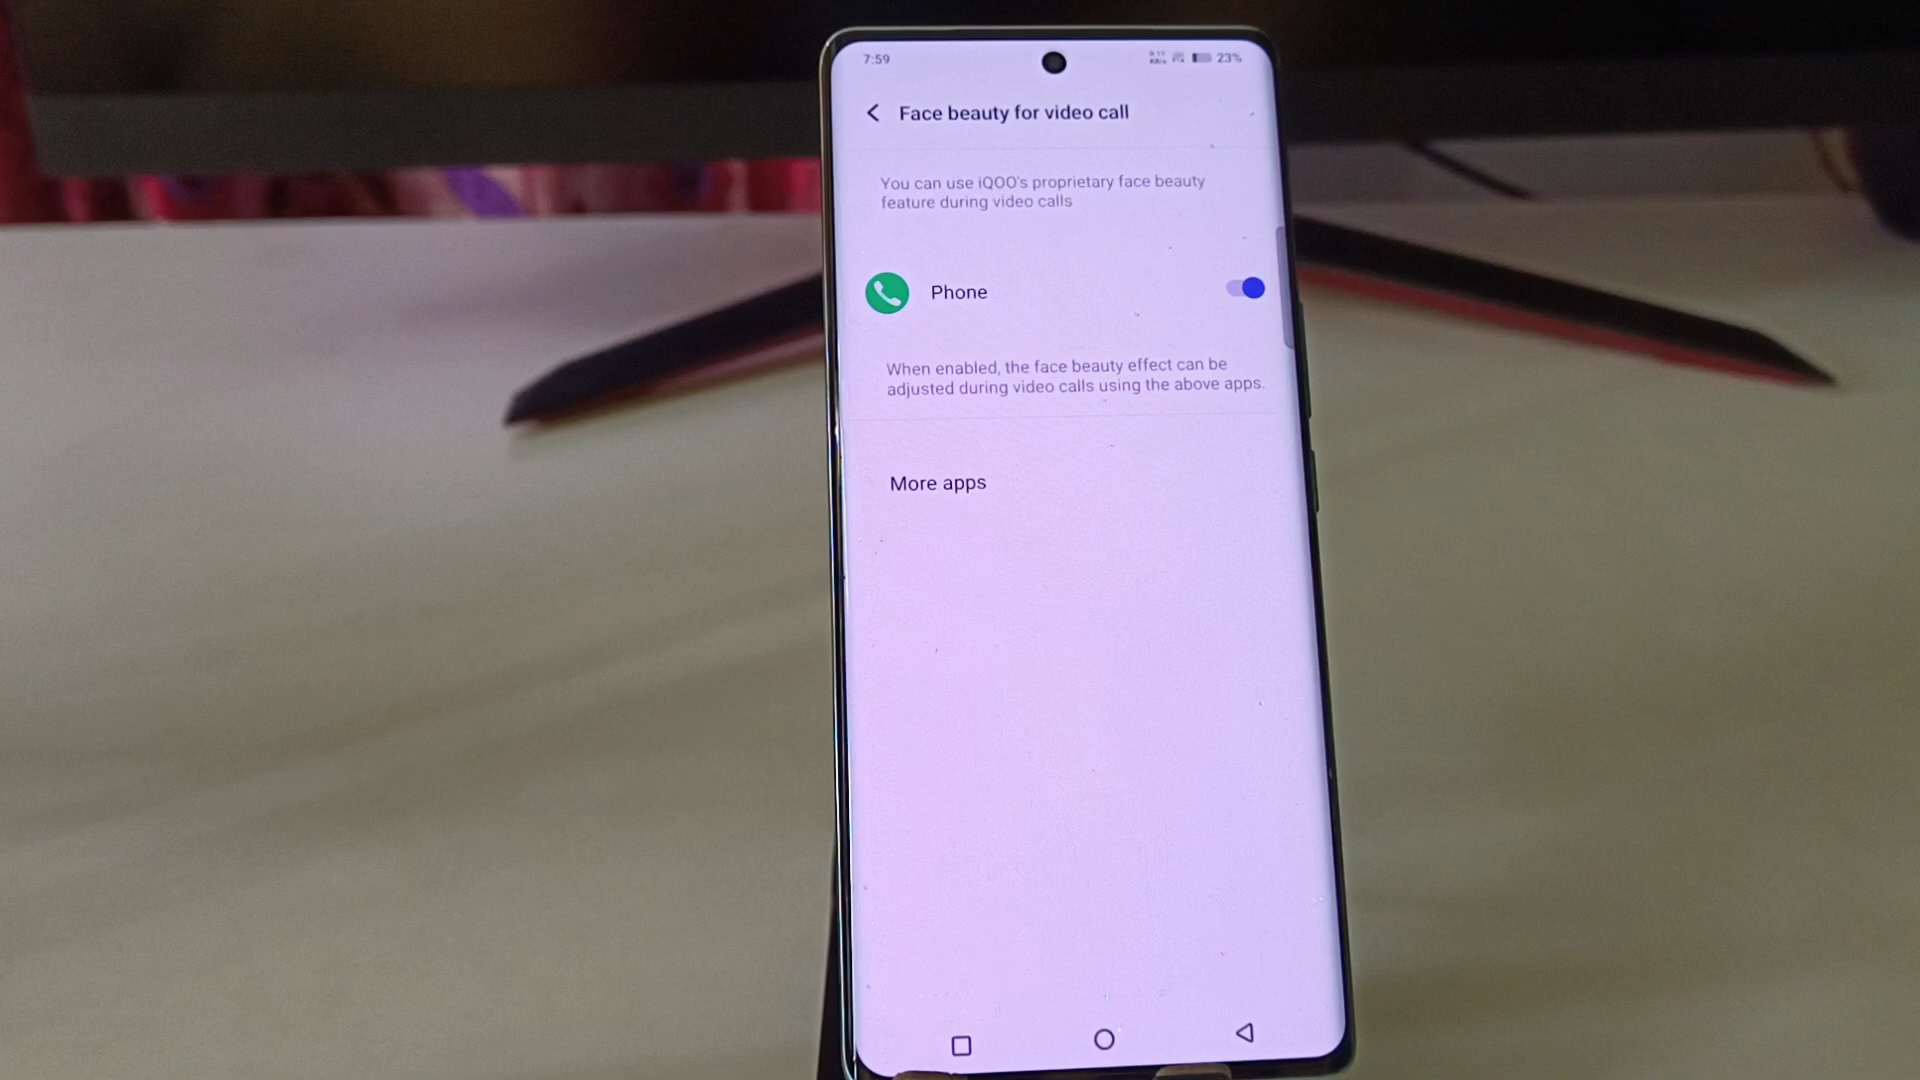 7:59
23%
Face beauty for video call
You can use iQOO's proprietary face beauty
feature during video calls
Phone
When enabled, the face beauty effect can be
adjusted during video calls using the above apps.
More apps